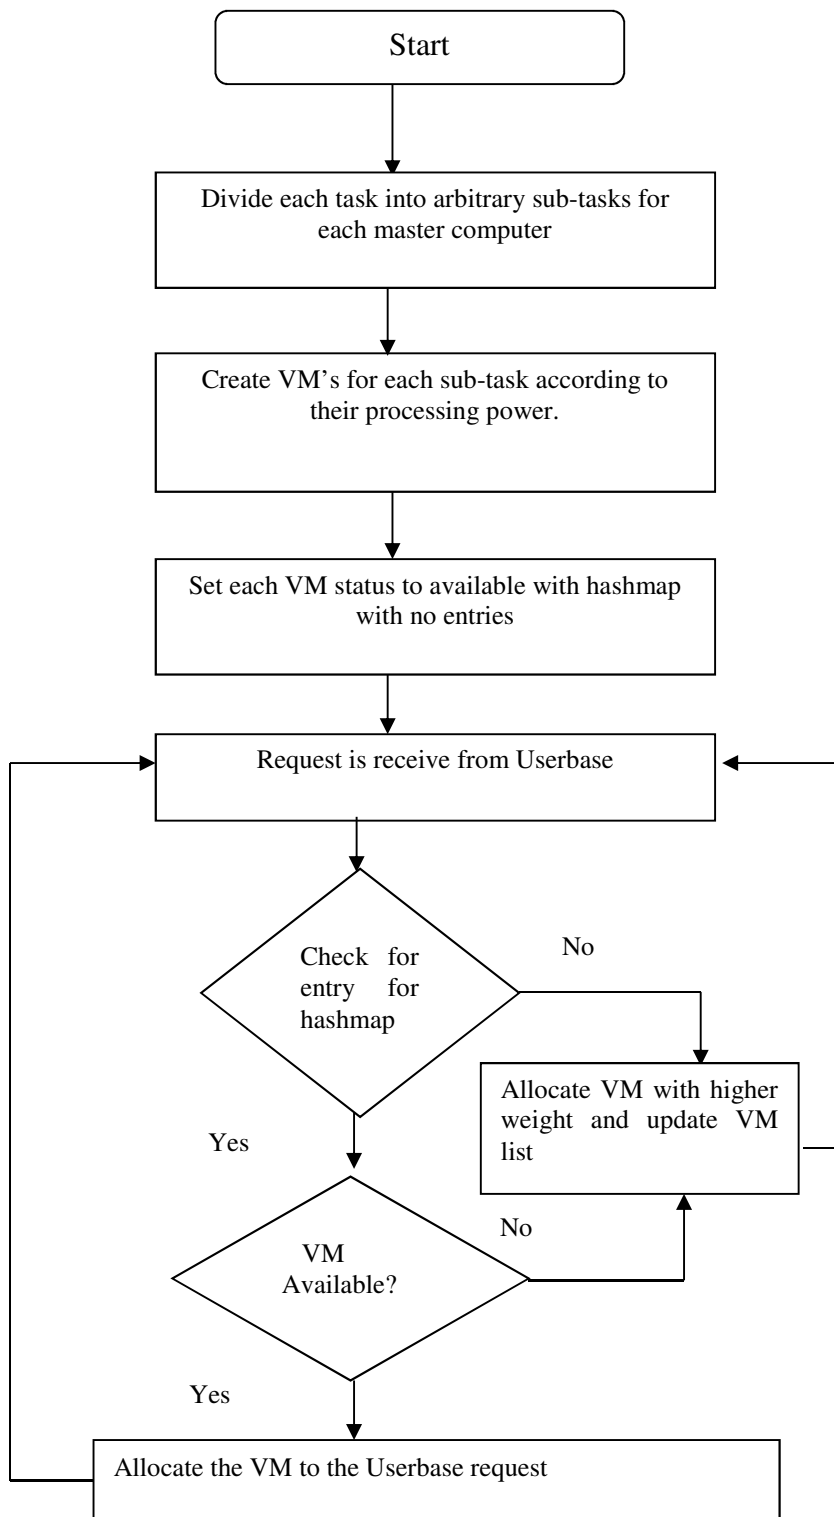 Start
Divide each task into arbitrary sub-tasks for
each master computer
Create VM’s for each sub-task according to
their processing power.
Set each VM status to available with hashmap
with no entries
Request is receive from Userbase
No
Check for
entry for
hashmap
Allocate VM with higher
weight and update VM
list
Yes
No
VM
Available?
Yes
Allocate the VM to the Userbase request